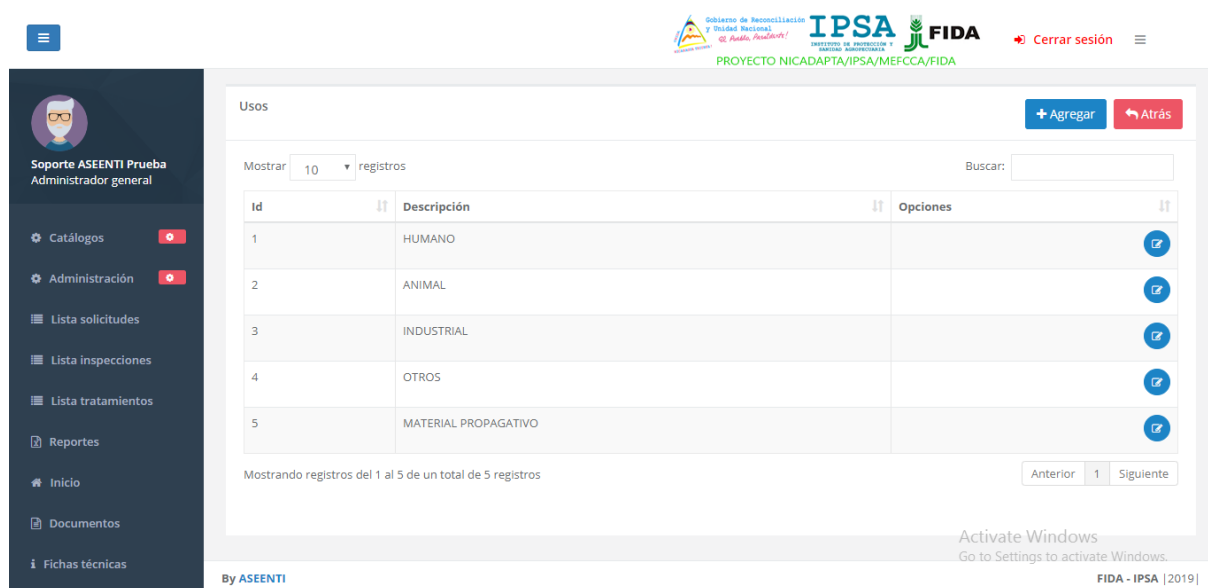 Gobierno de Reconciliación
y Unidad Nacional
El Pueblo, Presidente!
IPSA
INSTITUTO DE PROTECCIÓN Y
SANIDAD AGROPECUARIA
FIDA
PROYECTO NICADAPTA/IPSA/MEFCCA/FIDA
Cerrar sesión
Soporte ASEENTI Prueba
Administrador general
Catálogos
Administración
Lista solicitudes
Lista inspecciones
Lista tratamientos
Reportes
Inicio
Documentos
Fichas técnicas
Usos
Agregar
Atrás
Mostrar 10 registros
Buscar:
Id Descripción Opciones
1 HUMANO
2 ANIMAL
3 INDUSTRIAL
4 OTROS
5 MATERIAL PROPAGATIVO
Mostrando registros del 1 al 5 de un total de 5 registros
Anterior 1 Siguiente
Activate Windows
Go to Settings to activate Windows.
By ASEENTI
FIDA - IPSA |2019|